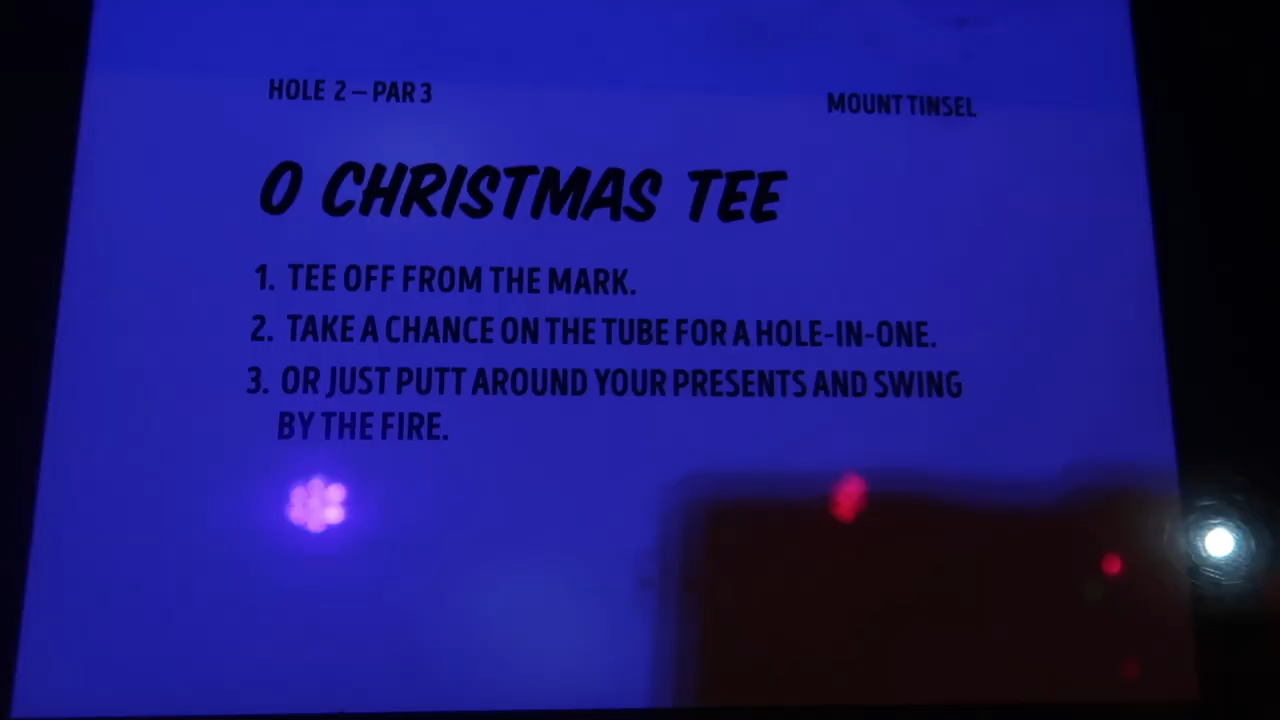 HOLE 2 – PAR 3
MOUNT TINSEL
O CHRISTMAS TEE
1. TEE OFF FROM THE MARK.
2. TAKE A CHANCE ON THE TUBE FOR A HOLE-IN-ONE.
3. OR JUST PUTT AROUND YOUR PRESENTS AND SWING
BY THE FIRE.